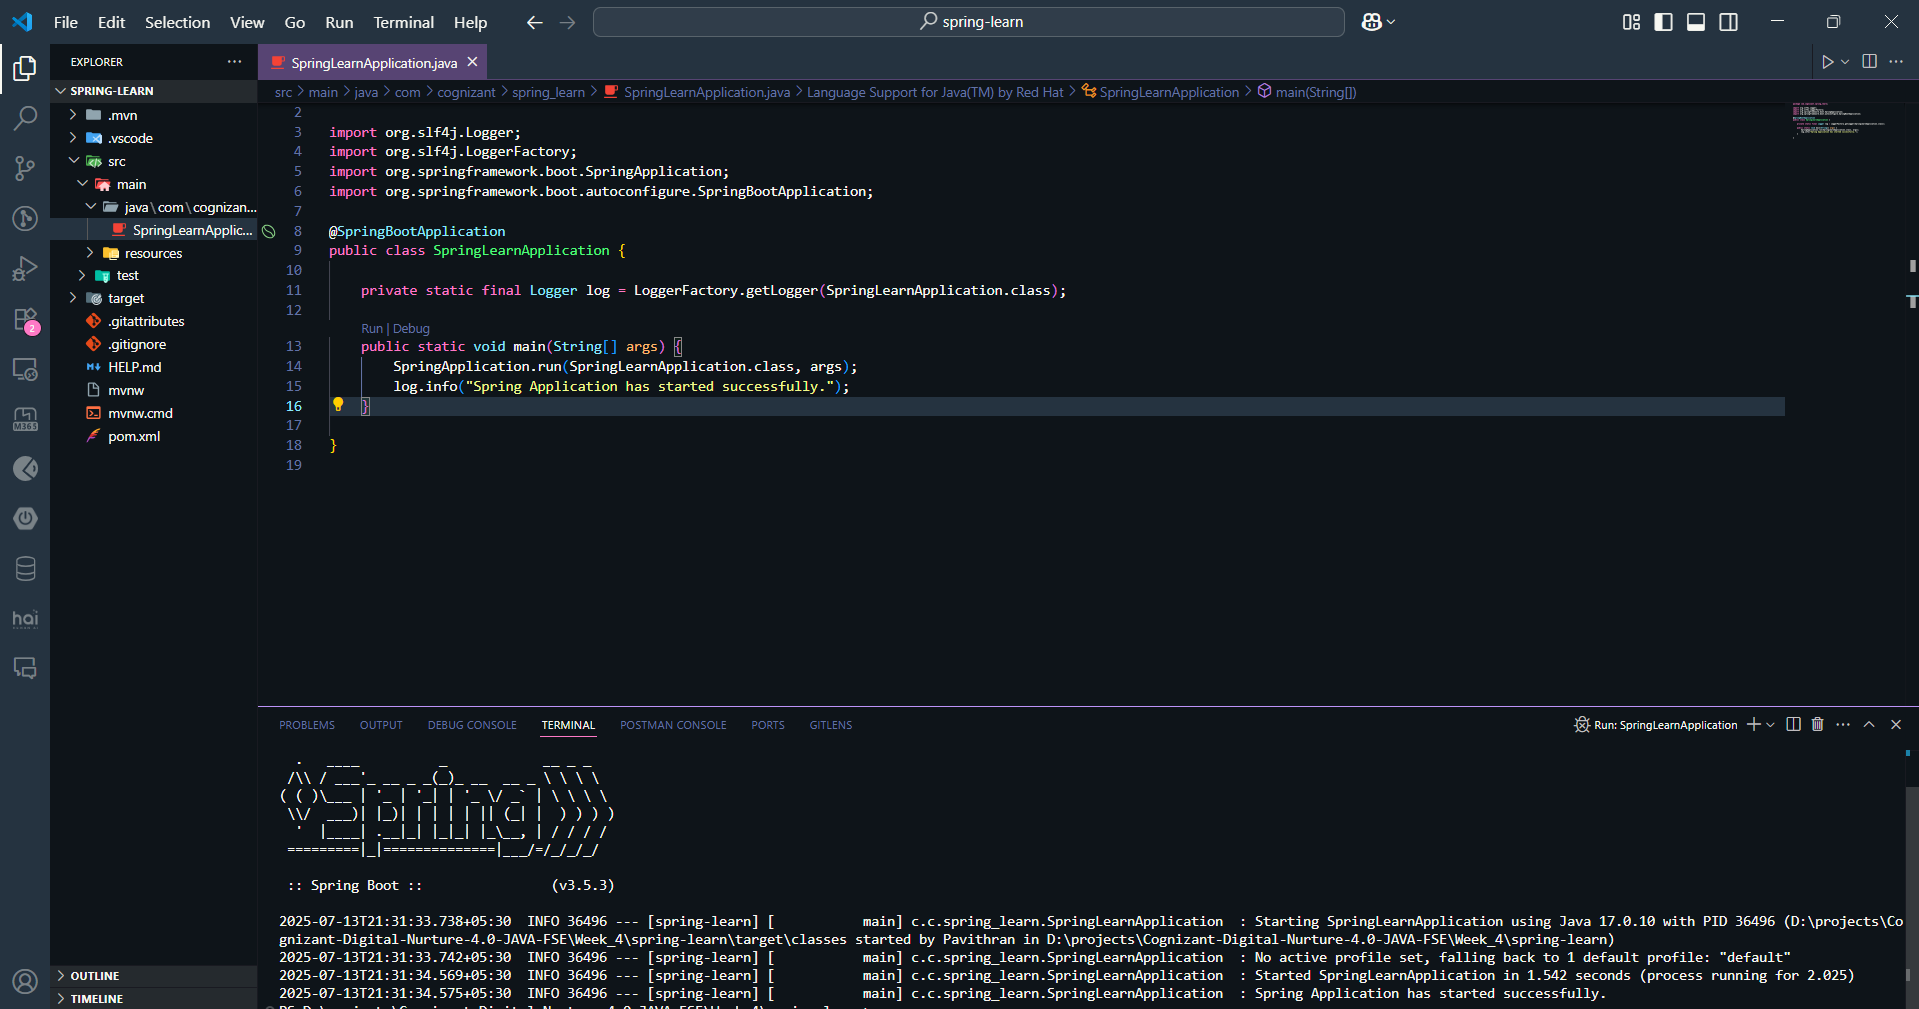 File Edit Selection View Go Run Terminal Help
spring-learn
EXPLORER
SPRING-LEARN
.mvn
.vscode
src
main
java\com\cognizan...
SpringLearnApplic...
resources
test
target
.gitattributes
.gitignore
HELP.md
mvnw
mvnw.cmd
pom.xml
OUTLINE
TIMELINE
2
M365
hai
SpringLearnApplication.java
src > main > java > com > cognizant > spring_learn > SpringLearnApplication.java > Language Support for Java(TM) by Red Hat > SpringLearnApplication > main(String[])
2
3 import org.slf4j.Logger;
4 import org.slf4j.LoggerFactory;
5 import org.springframework.boot.SpringApplication;
6 import org.springframework.boot.autoconfigure.SpringBootApplication;
7
8 @SpringBootApplication
9 public class SpringLearnApplication {
10
11 private static final Logger log = LoggerFactory.getLogger(SpringLearnApplication.class);
12
Run | Debug
13 public static void main(String[] args) {
14 SpringApplication.run(SpringLearnApplication.class, args);
15 log.info("Spring Application has started successfully.");
16 }
17
18 }
19
PROBLEMS OUTPUT DEBUG CONSOLE TERMINAL POSTMAN CONSOLE PORTS GITLENS
Run: SpringLearnApplication
Spring
:: Spring Boot :: (v3.5.3)
2025-07-13T21:31:33.738+05:30 INFO 36496 --- [spring-learn] [ main] c.c.spring_learn.SpringLearnApplication : Starting SpringLearnApplication using Java 17.0.10 with PID 36496 (D:\projects\Co
gnizant-Digital-Nurture-4.0-JAVA-FSE\Week_4\spring-learn\target\classes started by Pavithran in D:\projects\Cognizant-Digital-Nurture-4.0-JAVA-FSE\Week_4\spring-learn)
2025-07-13T21:31:33.742+05:30 INFO 36496 --- [spring-learn] [ main] c.c.spring_learn.SpringLearnApplication : No active profile set, falling back to 1 default profile: "default"
2025-07-13T21:31:34.569+05:30 INFO 36496 --- [spring-learn] [ main] c.c.spring_learn.SpringLearnApplication : Started SpringLearnApplication in 1.542 seconds (process running for 2.025)
2025-07-13T21:31:34.575+05:30 INFO 36496 --- [spring-learn] [ main] c.c.spring_learn.SpringLearnApplication : Spring Application has started successfully.